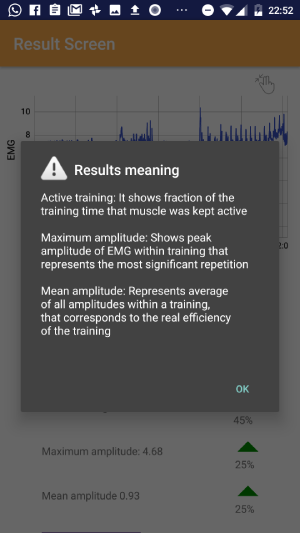 22:52
Result Screen
10
8
EMG
Results meaning
Active training: It shows fraction of the
training time that muscle was kept active
Maximum amplitude: Shows peak
amplitude of EMG within training that
represents the most significant repetition
Mean amplitude: Represents average
of all amplitudes within a training,
that corresponds to the real efficiency
of the training
2.0
OK
45%
Maximum amplitude: 4.68
25%
Mean amplitude 0.93
25%